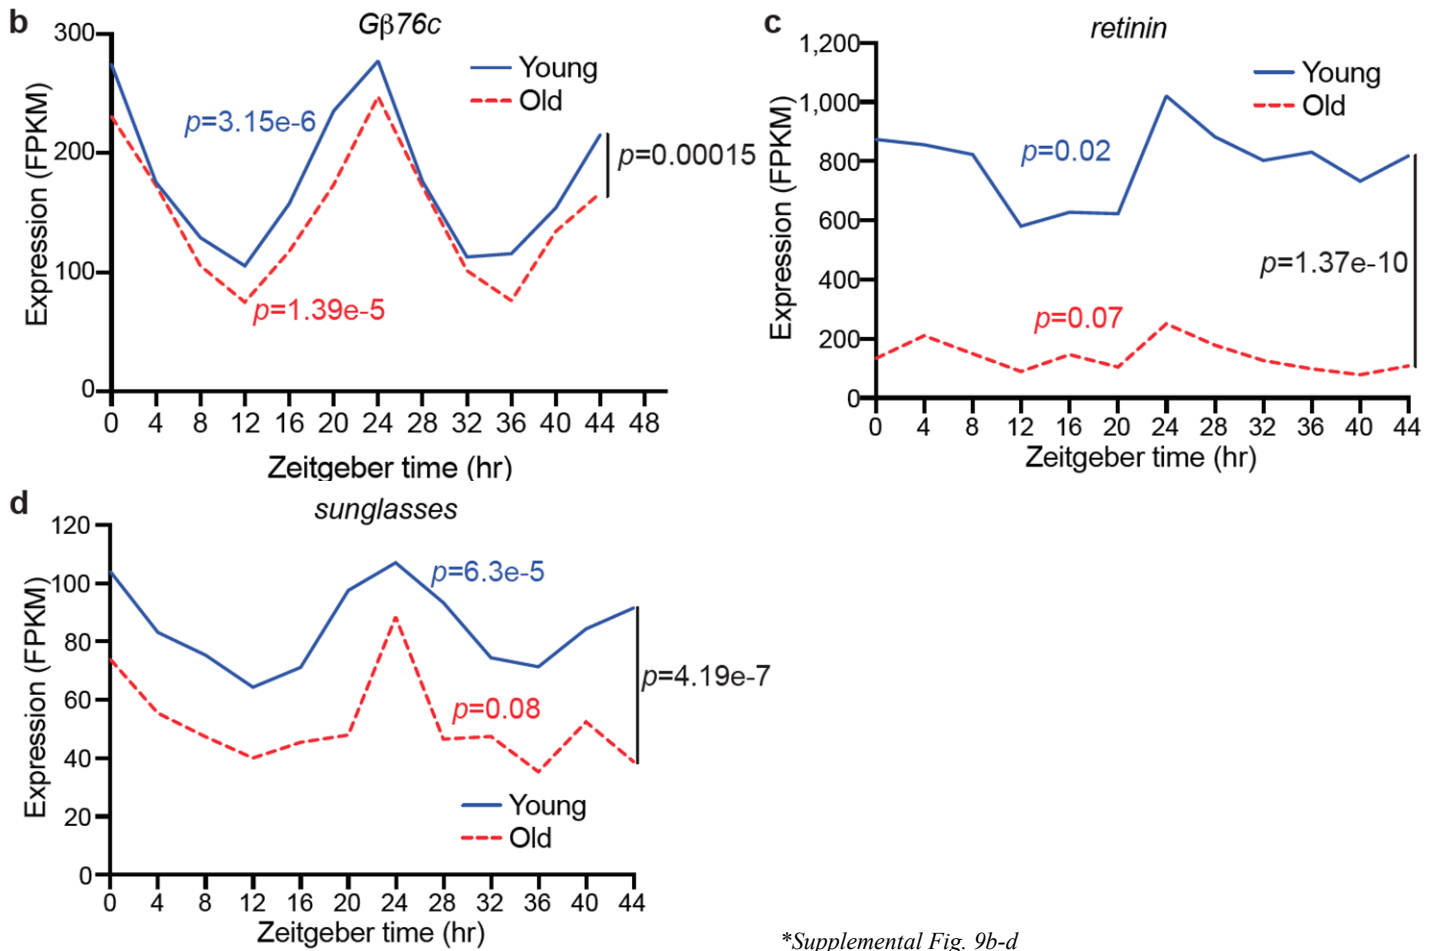 b
Gβ76c
300
200
100
0
Expression (FPKM)
Young
Old
p=3.15e-6
p=1.39e-5
p=0.00015
0 4 8 12 16 20 24 28 32 36 40 44 48
Zeitgeber time (hr)
c
retinin
1,200
1,000
800
600
400
200
0
Expression (FPKM)
Young
Old
p=0.02
p=0.07
p=1.37e-10
0 4 8 12 16 20 24 28 32 36 40 44
Zeitgeber time (hr)
d
sunglasses
120
100
80
60
40
20
0
Expression (FPKM)
p=6.3e-5
p=0.08
p=4.19e-7
Young
Old
0 4 8 12 16 20 24 28 32 36 40 44
Zeitgeber time (hr)
*Supplemental Fig. 9b-d